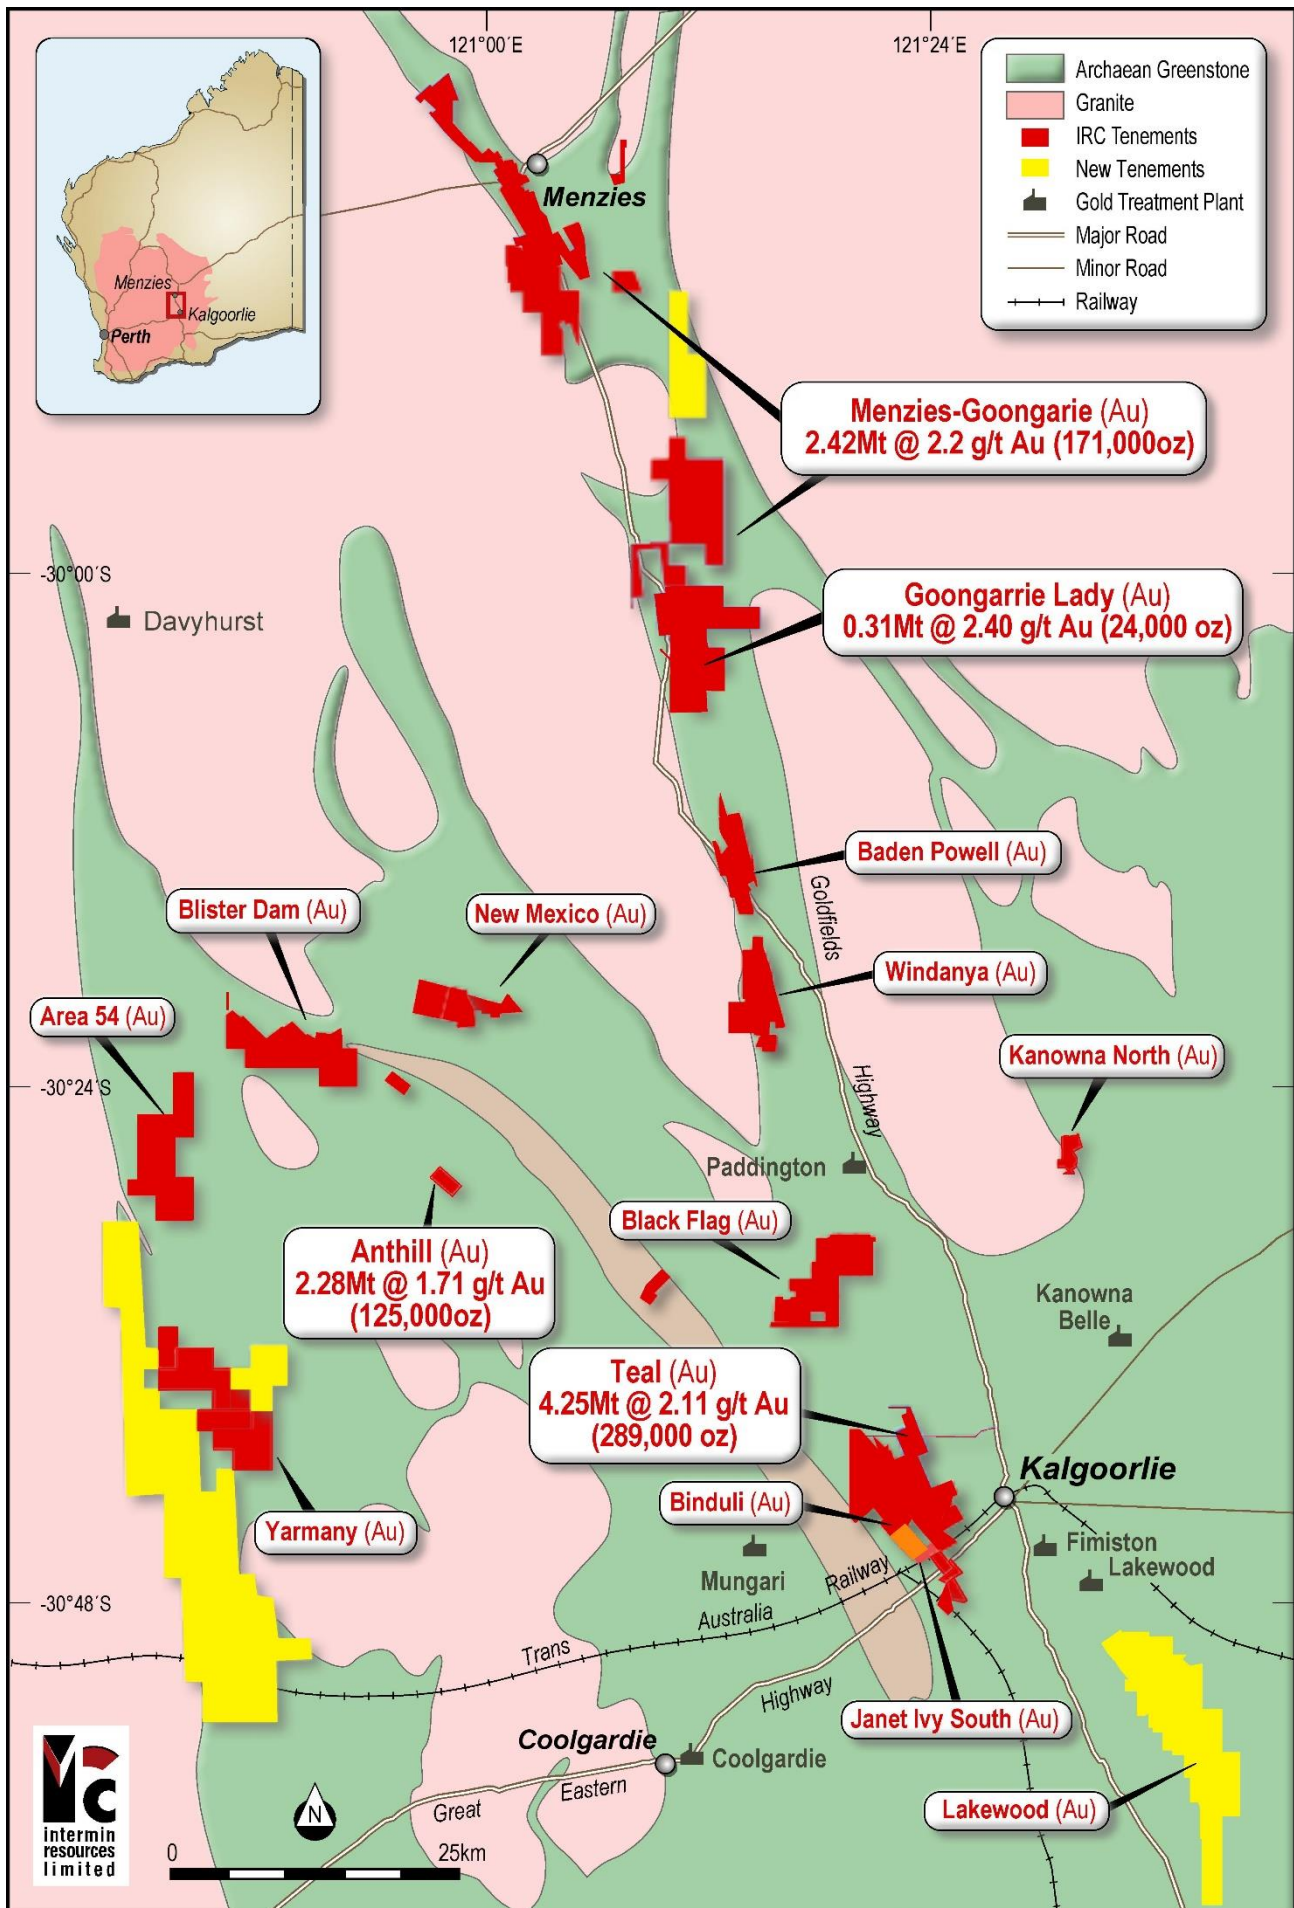 121°00´E
121°24´E
Archaean Greenstone
Granite
IRC Tenements
New Tenements
Gold Treatment Plant
Major Road
Minor Road
Railway
Menzies
Kalgoorlie
Perth
Menzies
Menzies-Goongarie (Au)
2.42Mt @ 2.2 g/t Au (171,000oz)
-30°00´S
Davyhurst
Goongarrie Lady (Au)
0.31Mt @ 2.40 g/t Au (24,000 oz)
Baden Powell (Au)
Goldfields
Highway
Blister Dam (Au)
New Mexico (Au)
Windanya (Au)
Area 54 (Au)
Kanowna North (Au)
-30°24´S
Paddington
Black Flag (Au)
Anthill (Au)
2.28Mt @ 1.71 g/t Au
(125,000oz)
Kanowna
Belle
Teal (Au)
4.25Mt @ 2.11 g/t Au
(289,000 oz)
Kalgoorlie
Binduli (Au)
Yarmany (Au)
Fimiston
Lakewood
Mungari
-30°48´S
Trans
Australia
Railway
Highway
Janet Ivy South (Au)
Coolgardie
Coolgardie
Great
Eastern
Lakewood (Au)
N
0
25km
intermin
resources
limited